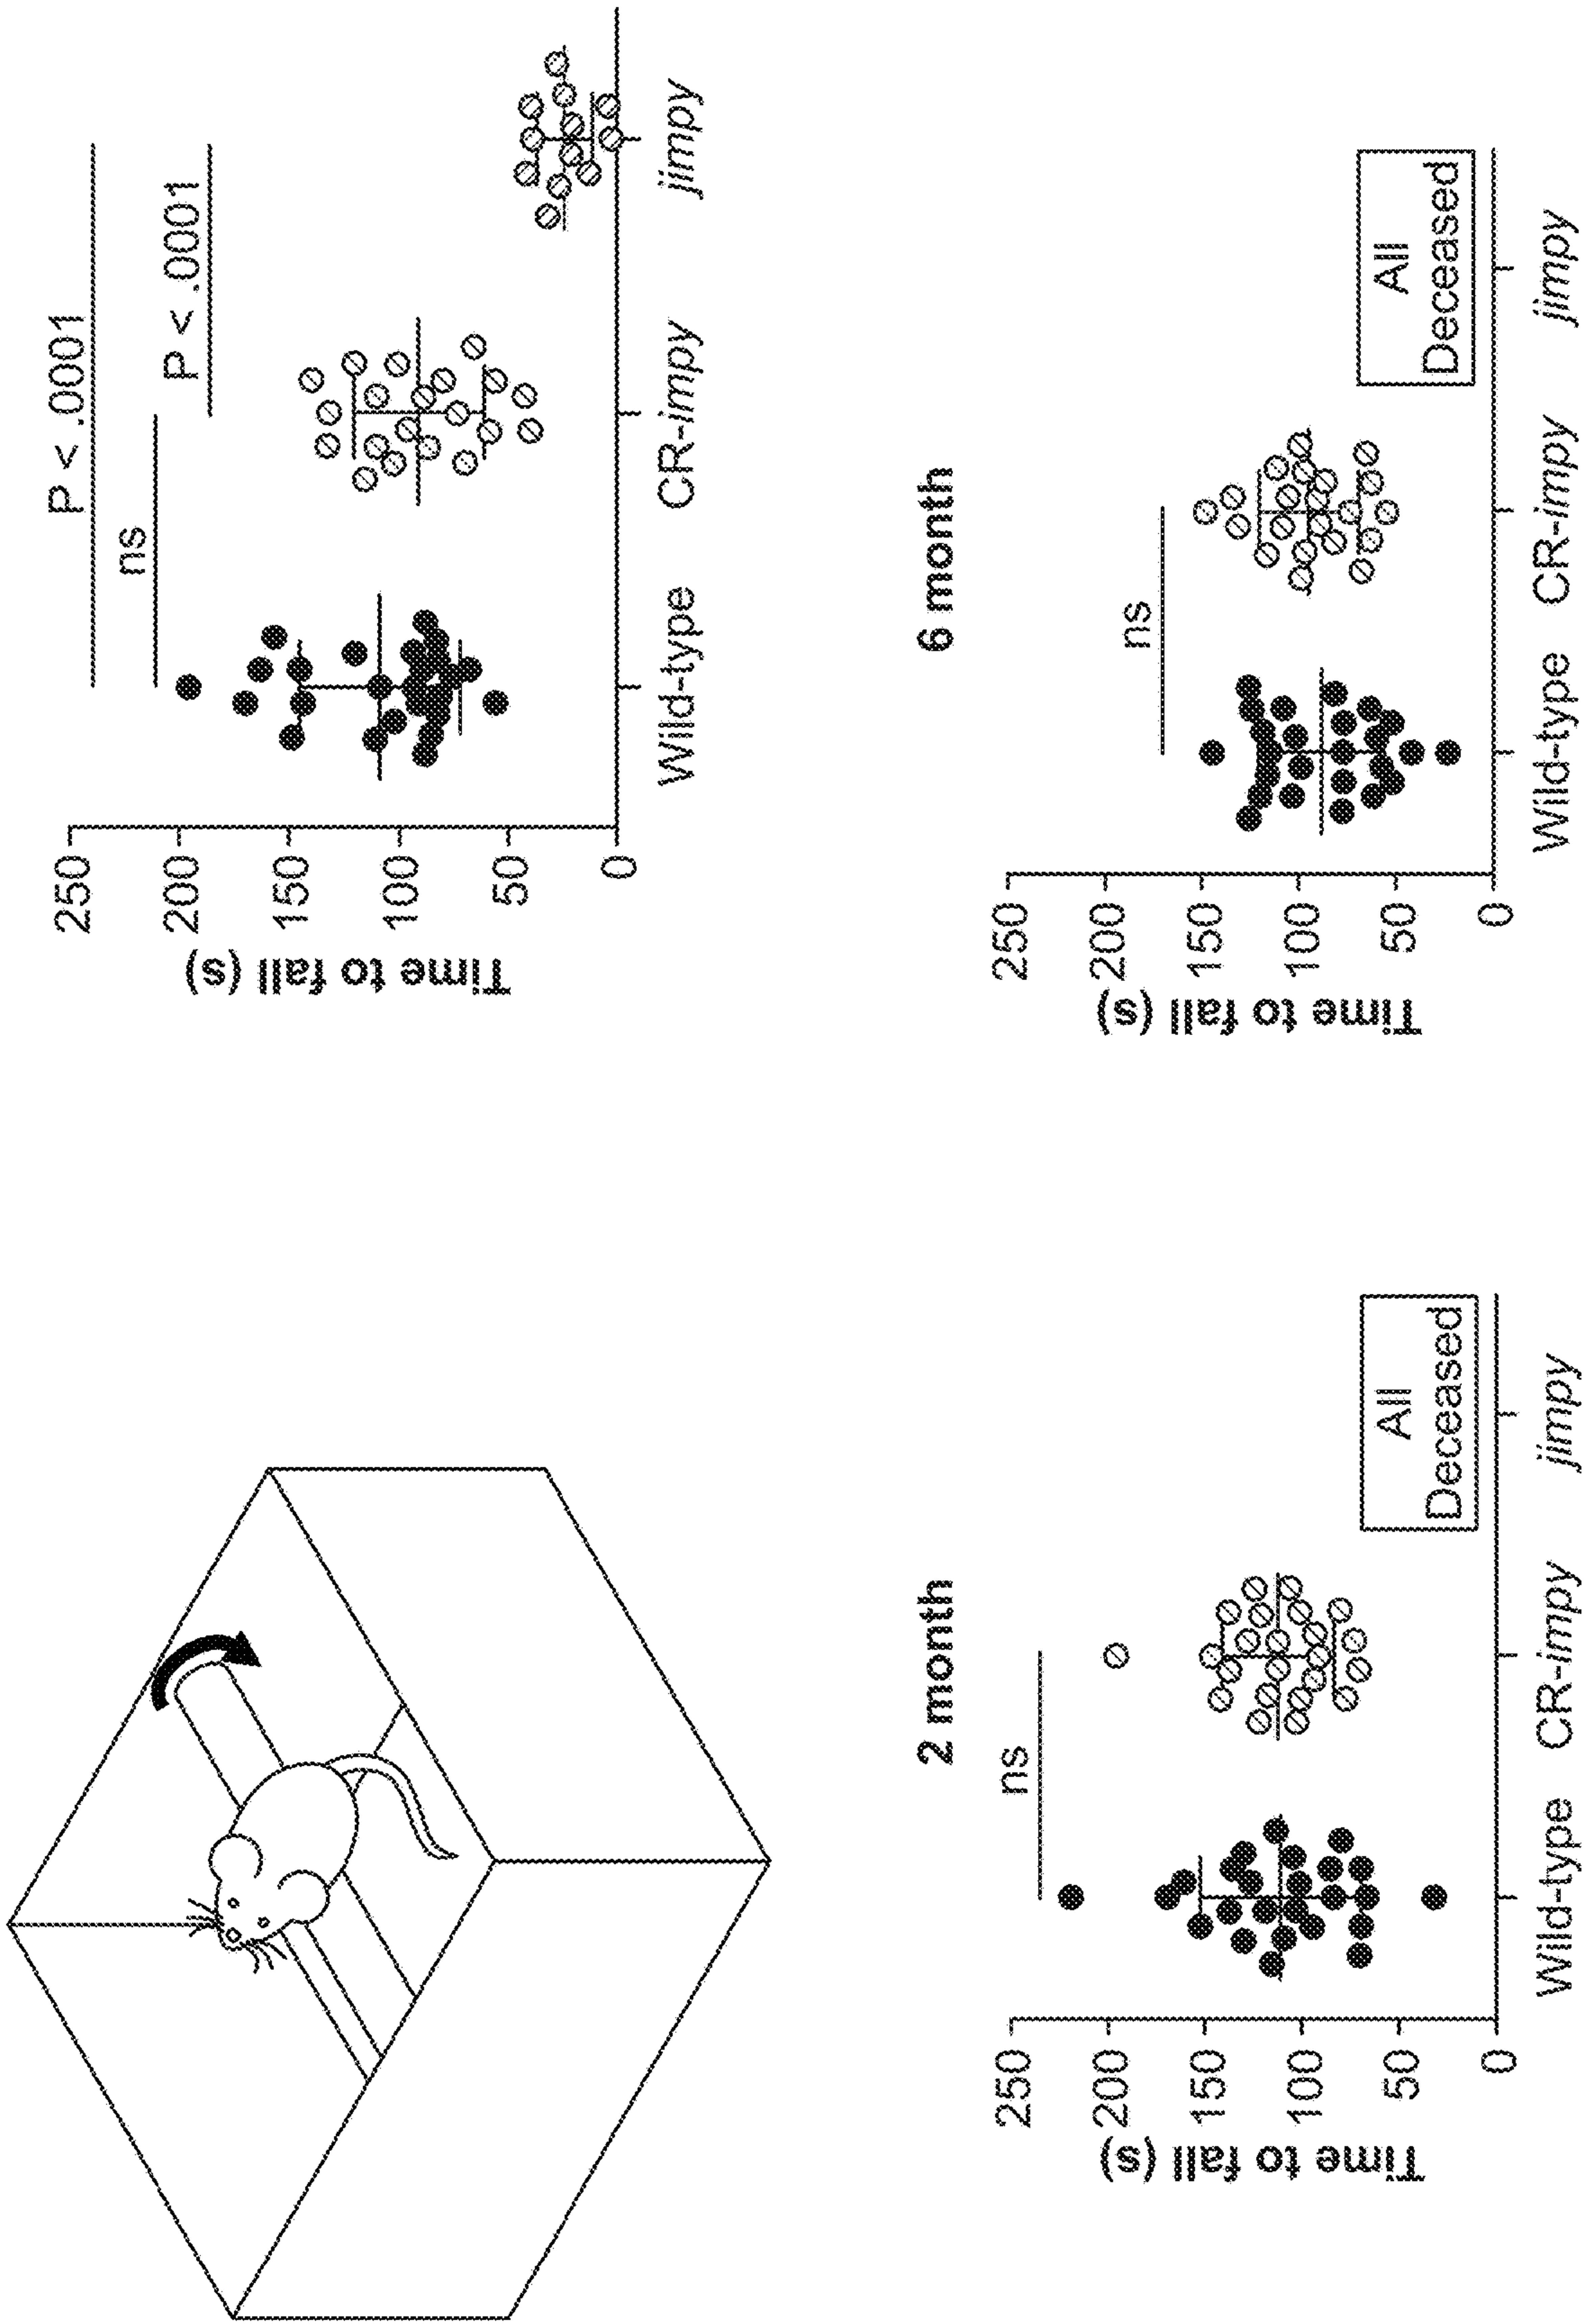 P < .0001
ns
P < .0001
Time to fall (s)
250
200
150
100
50
0
Wild-type
CR-impy
jimpy
2 month
ns
Time to fall (s)
250
200
150
100
50
0
All
Deceased
Wild-type
CR-impy
jimpy
6 month
ns
Time to fall (s)
250
200
150
100
50
0
All
Deceased
Wild-type
CR-impy
jimpy